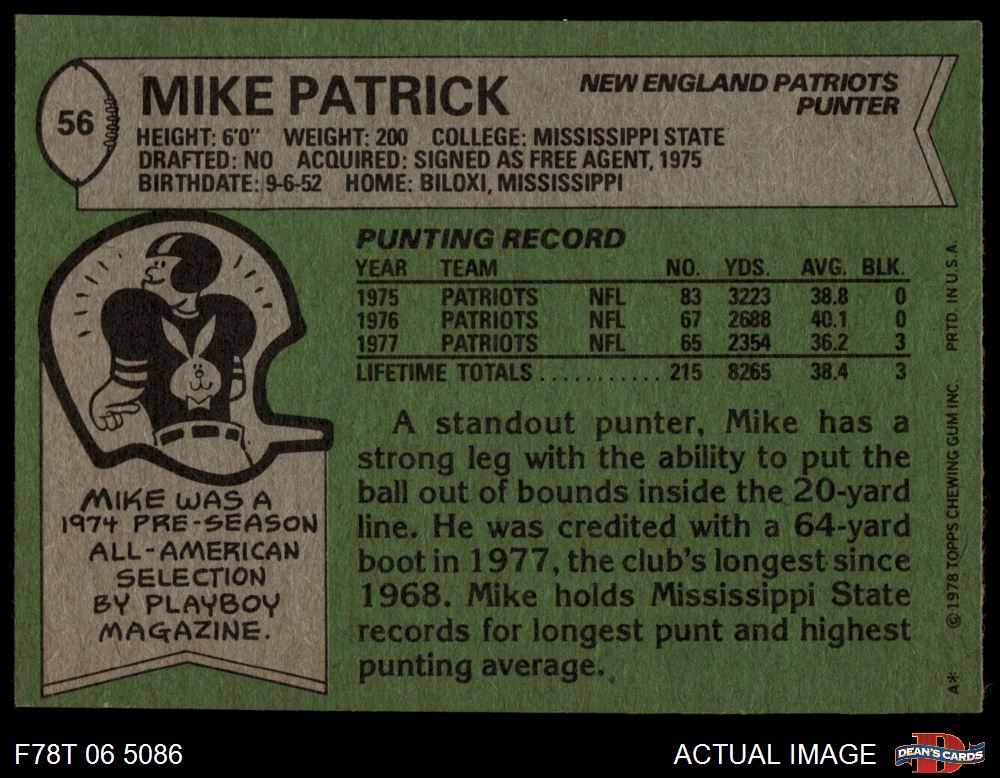 56
MIKE PATRICK
NEW ENGLAND PATRIOTS
PUNTER
HEIGHT: 6'0" WEIGHT: 200 COLLEGE: MISSISSIPPI STATE
DRAFTED: NO ACQUIRED: SIGNED AS FREE AGENT, 1975
BIRTHDATE: 9-6-52 HOME: BILOXI, MISSISSIPPI
PUNTING RECORD
YEAR TEAM NO. YDS. AVG. BLK.
1975 PATRIOTS NFL 83 3223 38.8 0
1976 PATRIOTS NFL 67 2688 40.1 0
1977 PATRIOTS NFL 65 2354 36.2 3
LIFETIME TOTALS ........... 215 8265 38.4 3
A standout punter, Mike has a
strong leg with the ability to put the
ball out of bounds inside the 20-yard
line. He was credited with a 64-yard
boot in 1977, the club's longest since
1968. Mike holds Mississippi State
records for longest punt and highest
punting average.
MIKE WAS A
1974 PRE-SEASON
ALL-AMERICAN
SELECTION
BY PLAYBOY
MAGAZINE.
A* © 1978 TOPPS CHEWING GUM INC. PRTD. IN U.S.A.
F78T 06 5086
ACTUAL IMAGE
D
DEAN'S CARDS